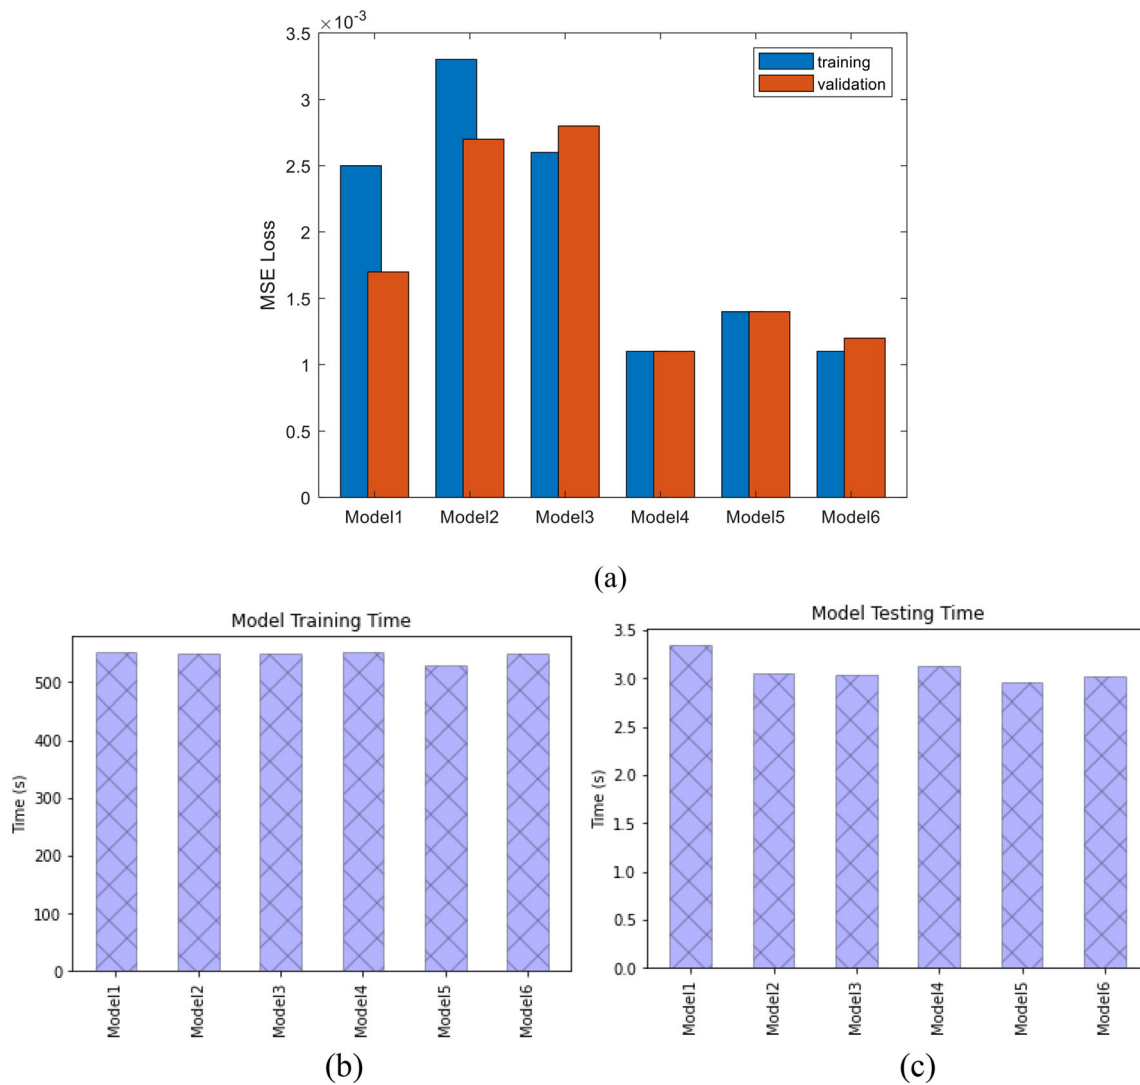 ×10-3
3.5
3
2.5
2
1.5
1
0.5
0
MSE Loss
training
validation
Model1 Model2 Model3 Model4 Model5 Model6
(a)
Model Training Time
500
400
300
200
100
0
Time (s)
Model1 Model2 Model3 Model4 Model5 Model6
(b)
Model Testing Time
3.5
3.0
2.5
2.0
1.5
1.0
0.5
0.0
Time (s)
Model1 Model2 Model3 Model4 Model5 Model6
(c)